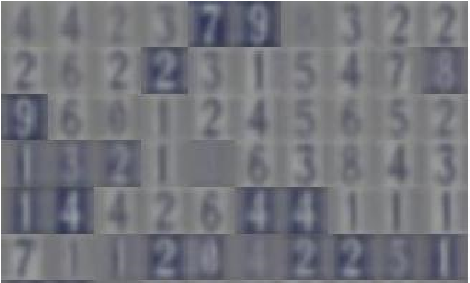 4 4 2 3 7 9 3 2 2
2 6 2 2 3 1 5 4 7 8
9 6 0 1 2 4 5 6 5 2
1 3 2 1 6 3 8 4 3
1 4 4 2 6 4 4 1 1 1
7 1 1 2 0 2 2 5 1